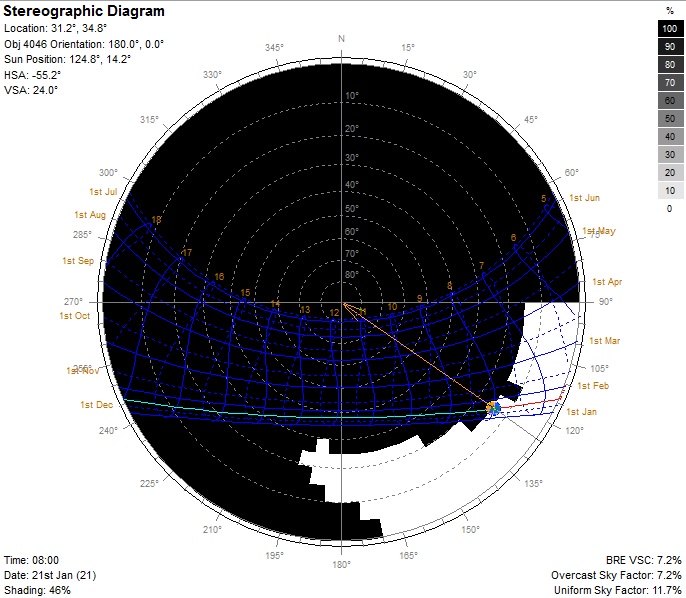 Stereographic Diagram
Location: 31.2°, 34.8°
Obj 4046 Orientation: 180.0°, 0.0°
Sun Position: 124.8°, 14.2°
HSA: -55.2°
VSA: 24.0°
%
100
90
80
70
60
50
40
30
20
10
0
N
345°
15°
330°
30°
315°
45°
300°
60°
285°
75°
270°
90°
255°
105°
240°
120°
225°
135°
210°
150°
195°
165°
180°
10°
20°
30°
40°
50°
60°
70°
80°
1st Jul
1st Aug
1st Sep
1st Oct
1st Nov
1st Dec
1st Jun
1st May
1st Apr
1st Mar
1st Feb
1st Jan
18
17
16
15
14
13
12
11
10
9
8
7
6
5
Time: 08:00
Date: 21st Jan (21)
Shading: 46%
BRE VSC: 7.2%
Overcast Sky Factor: 7.2%
Uniform Sky Factor: 11.7%